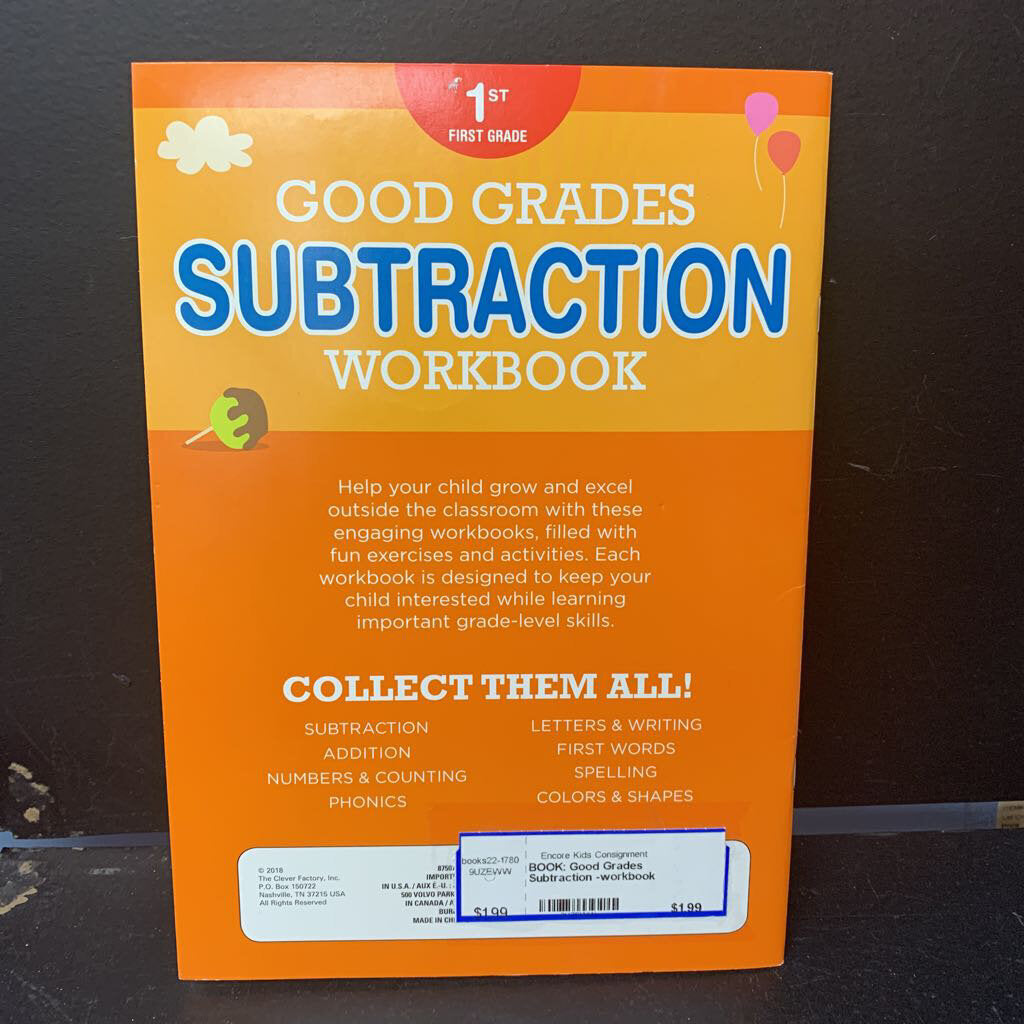 1ST
FIRST GRADE
GOOD GRADES
SUBTRACTION
WORKBOOK
Help your child grow and excel
outside the classroom with these
engaging workbooks, filled with
fun exercises and activities. Each
workbook is designed to keep your
child interested while learning
important grade-level skills.
COLLECT THEM ALL!
SUBTRACTION
ADDITION
NUMBERS & COUNTING
PHONICS
LETTERS & WRITING
FIRST WORDS
SPELLING
COLORS & SHAPES
© 2018
The Clever Factory, Inc.
P.O. Box 150722
Nashville, TN 37215 USA
All Rights Reserved
IN U.S.A. / AUX É.-U.
500 VOLVO PARK
IN CANADA /
MADE IN
books22-1780
9UZEWW
$1.99
Encore Kids Consignment
BOOK: Good Grades
Subtraction -workbook
$1.99